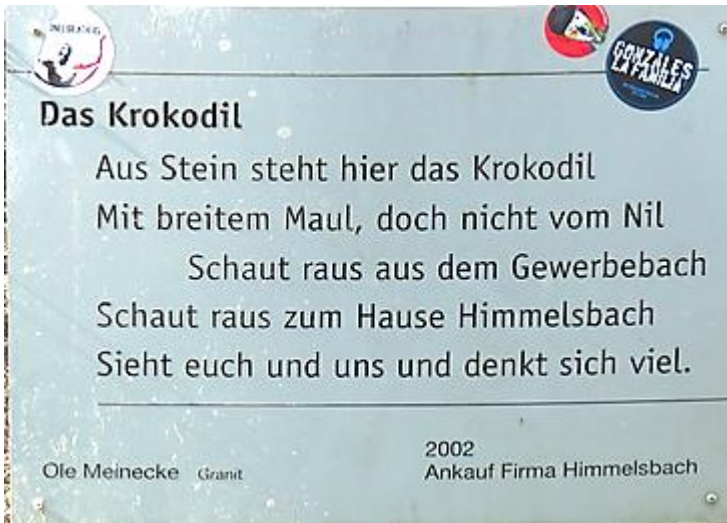 GONZALES
LA FAMILIA
Das Krokodil
Aus Stein steht hier das Krokodil
Mit breitem Maul, doch nicht vom Nil
Schaut raus aus dem Gewerbebach
Schaut raus zum Hause Himmelsbach
Sieht euch und uns und denkt sich viel.
Ole Meinecke Granit
2002
Ankauf Firma Himmelsbach